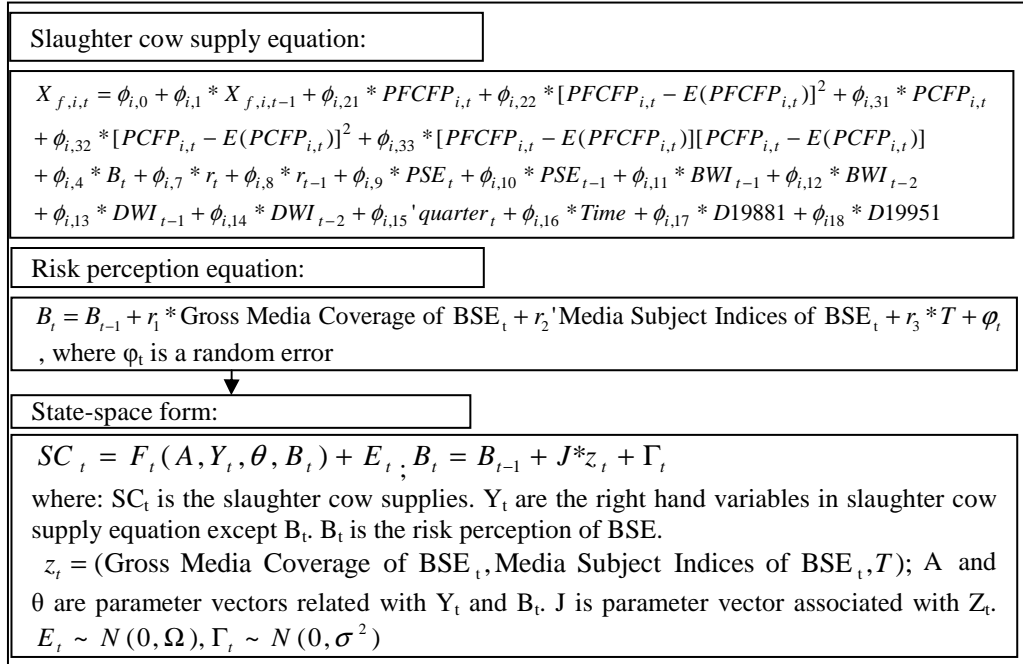 Slaughter cow supply equation:
X_{f,i,t} = ϕ_{i,0} + ϕ_{i,1} * X_{f,i,t−1} + ϕ_{i,21} * PFCFP_{i,t} + ϕ_{i,22} * [PFCFP_{i,t} − E(PFCFP_{i,t})]^2 + ϕ_{i,31} * PCFP_{i,t}
+ ϕ_{i,32} * [PCFP_{i,t} − E(PCFP_{i,t})]^2 + ϕ_{i,33} * [PFCFP_{i,t} − E(PFCFP_{i,t})][PCFP_{i,t} − E(PCFP_{i,t})]
+ ϕ_{i,4} * B_t + ϕ_{i,7} * r_t + ϕ_{i,8} * r_{t−1} + ϕ_{i,9} * PSE_t + ϕ_{i,10} * PSE_{t−1} + ϕ_{i,11} * BWI_{t−1} + ϕ_{i,12} * BWI_{t−2}
+ ϕ_{i,13} * DWI_{t−1} + ϕ_{i,14} * DWI_{t−2} + ϕ_{i,15}'quarter_t + ϕ_{i,16} * Time + ϕ_{i,17} * D19881 + ϕ_{i18} * D19951
Risk perception equation:
B_t = B_{t−1} + r_1 * Gross Media Coverage of BSE_t + r_2'Media Subject Indices of BSE_t + r_3 * T + φ_t
, where φ_t is a random error
State-space form:
SC_t = F_t(A, Y_t, θ, B_t) + E_t ; B_t = B_{t−1} + J*z_t + Γ_t
where: SC_t is the slaughter cow supplies. Y_t are the right hand variables in slaughter cow
supply equation except B_t. B_t is the risk perception of BSE.
z_t = (Gross Media Coverage of BSE_t, Media Subject Indices of BSE_t, T); A and
θ are parameter vectors related with Y_t and B_t. J is parameter vector associated with Z_t.
E_t ~ N(0, Ω), Γ_t ~ N(0, σ^2)